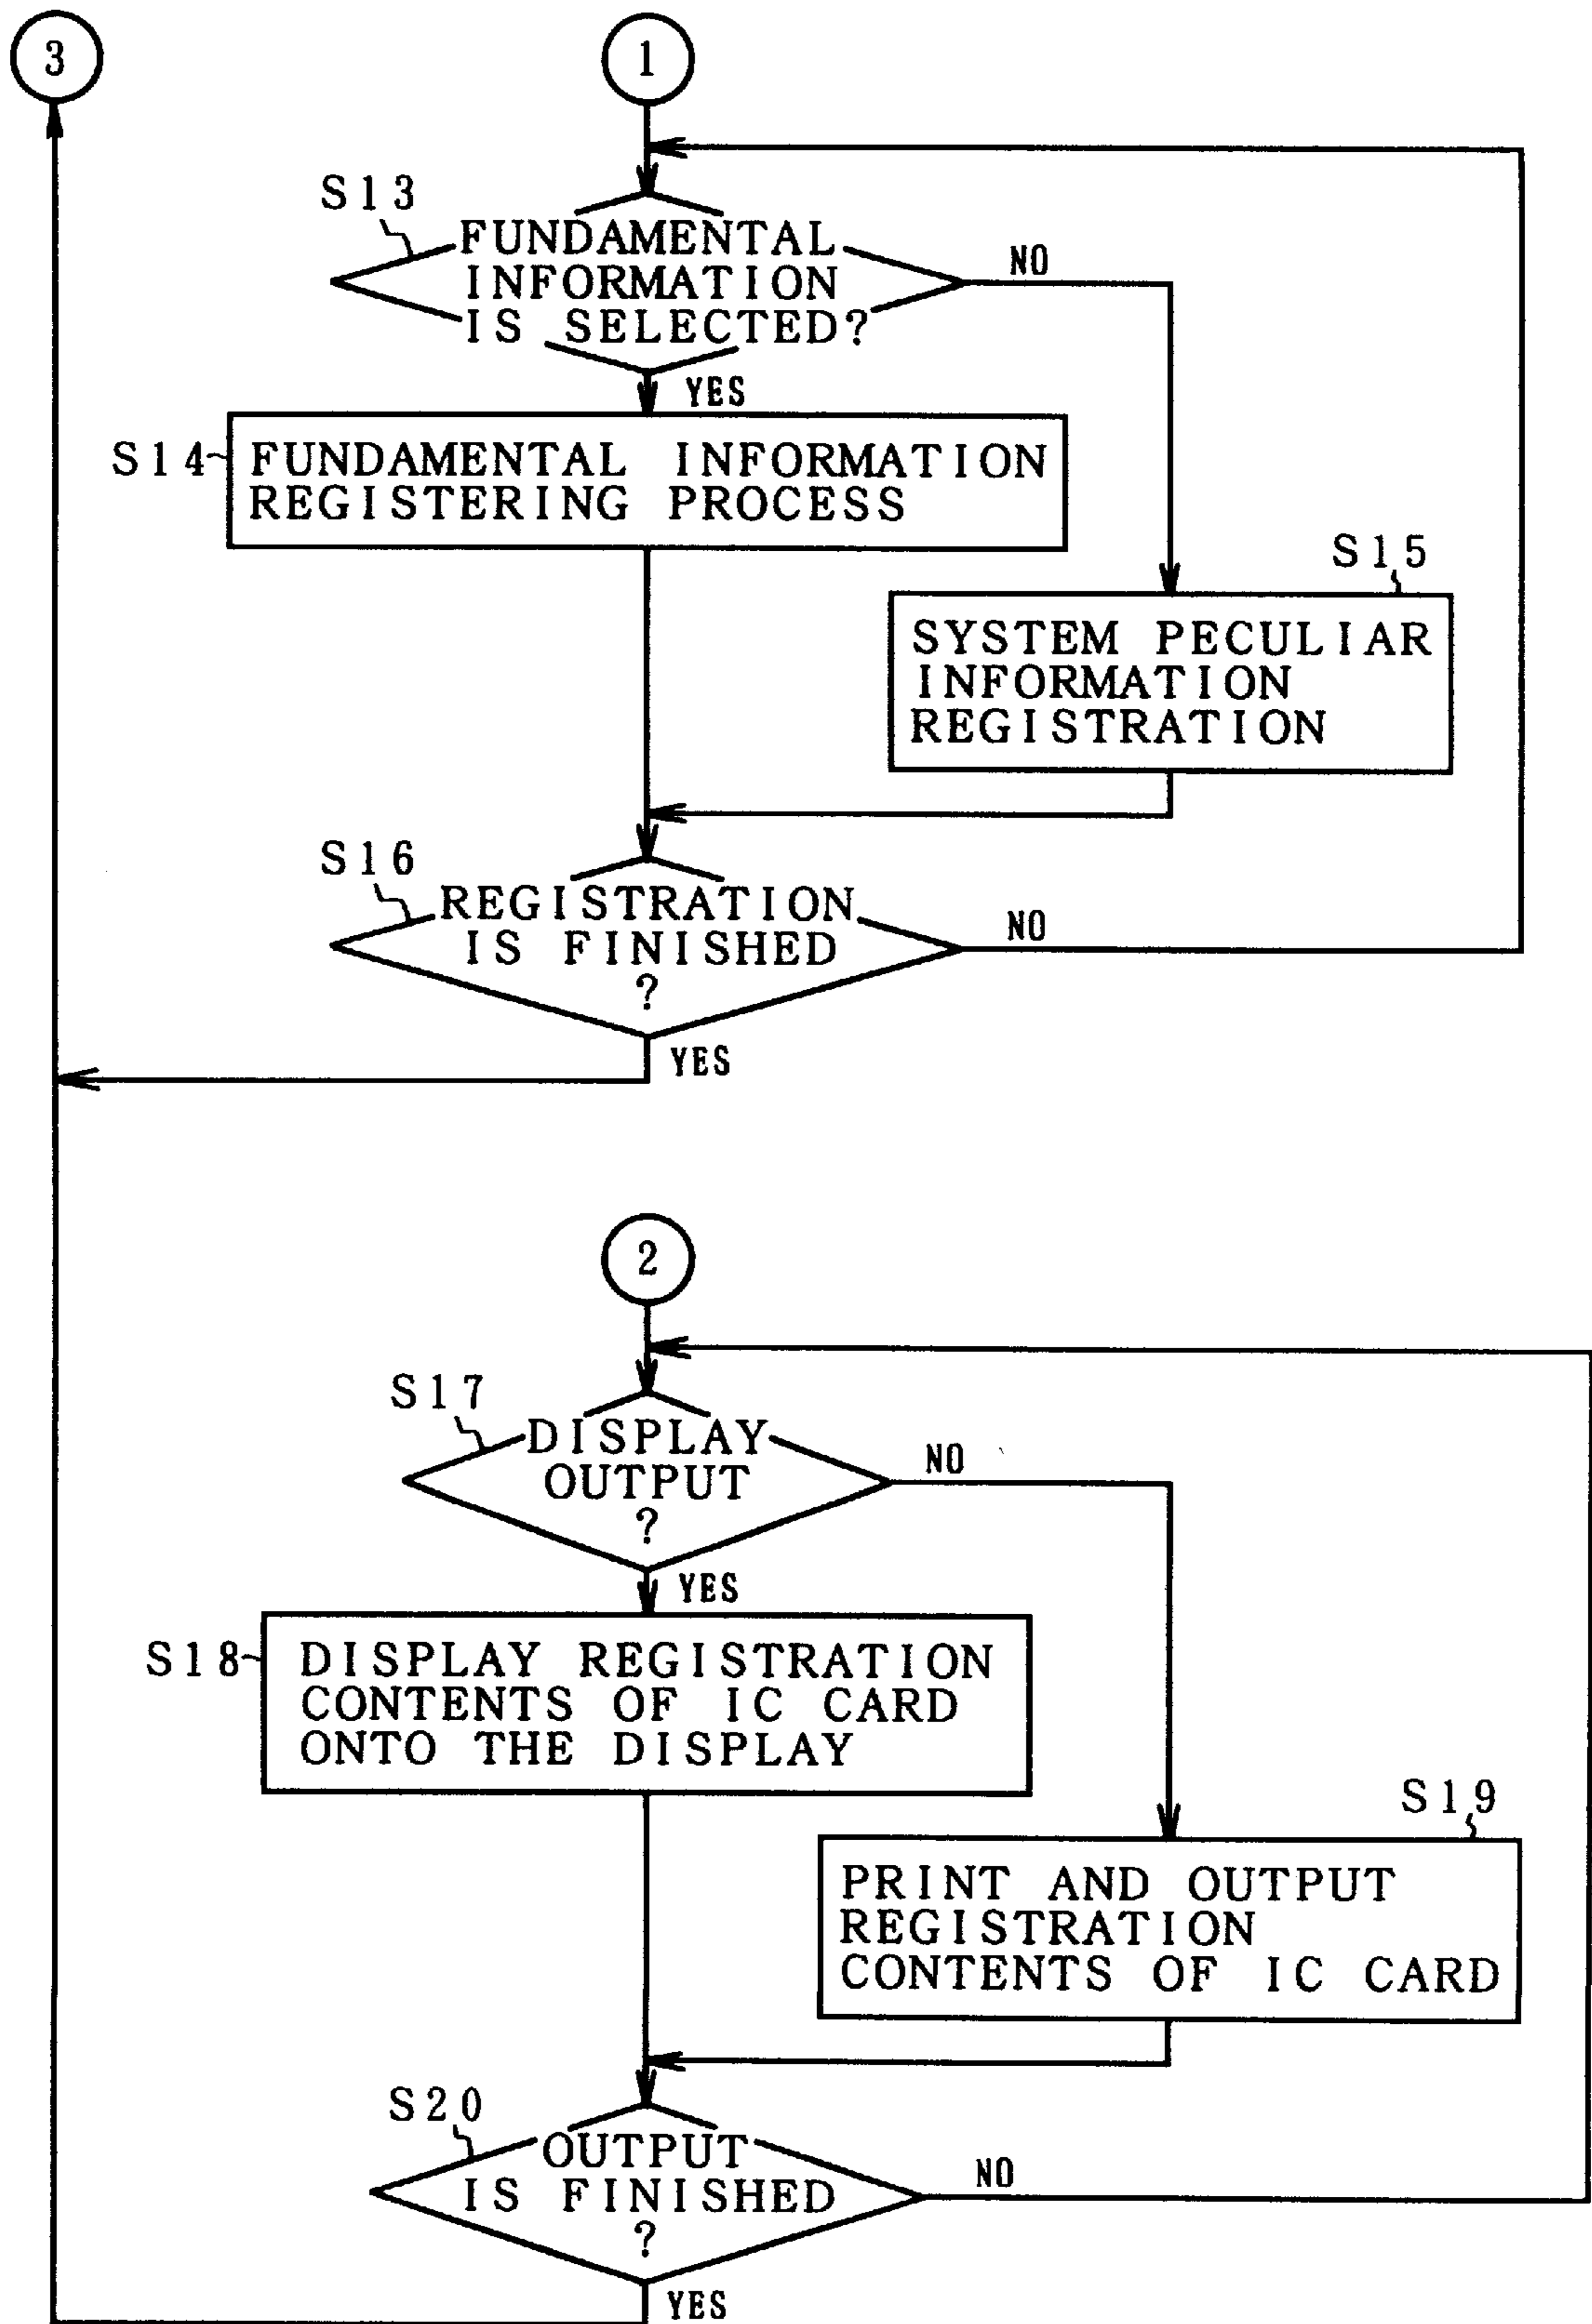 3
1
S13
FUNDAMENTAL
INFORMATION
IS SELECTED?
NO
YES
S14
FUNDAMENTAL INFORMATION
REGISTERING PROCESS
S15
SYSTEM PECULIAR
INFORMATION
REGISTRATION
S16
REGISTRATION
IS FINISHED
?
NO
YES
2
S17
DISPLAY
OUTPUT
?
NO
YES
S18
DISPLAY REGISTRATION
CONTENTS OF IC CARD
ONTO THE DISPLAY
S19
PRINT AND OUTPUT
REGISTRATION
CONTENTS OF IC CARD
S20
OUTPUT
IS FINISHED
?
NO
YES